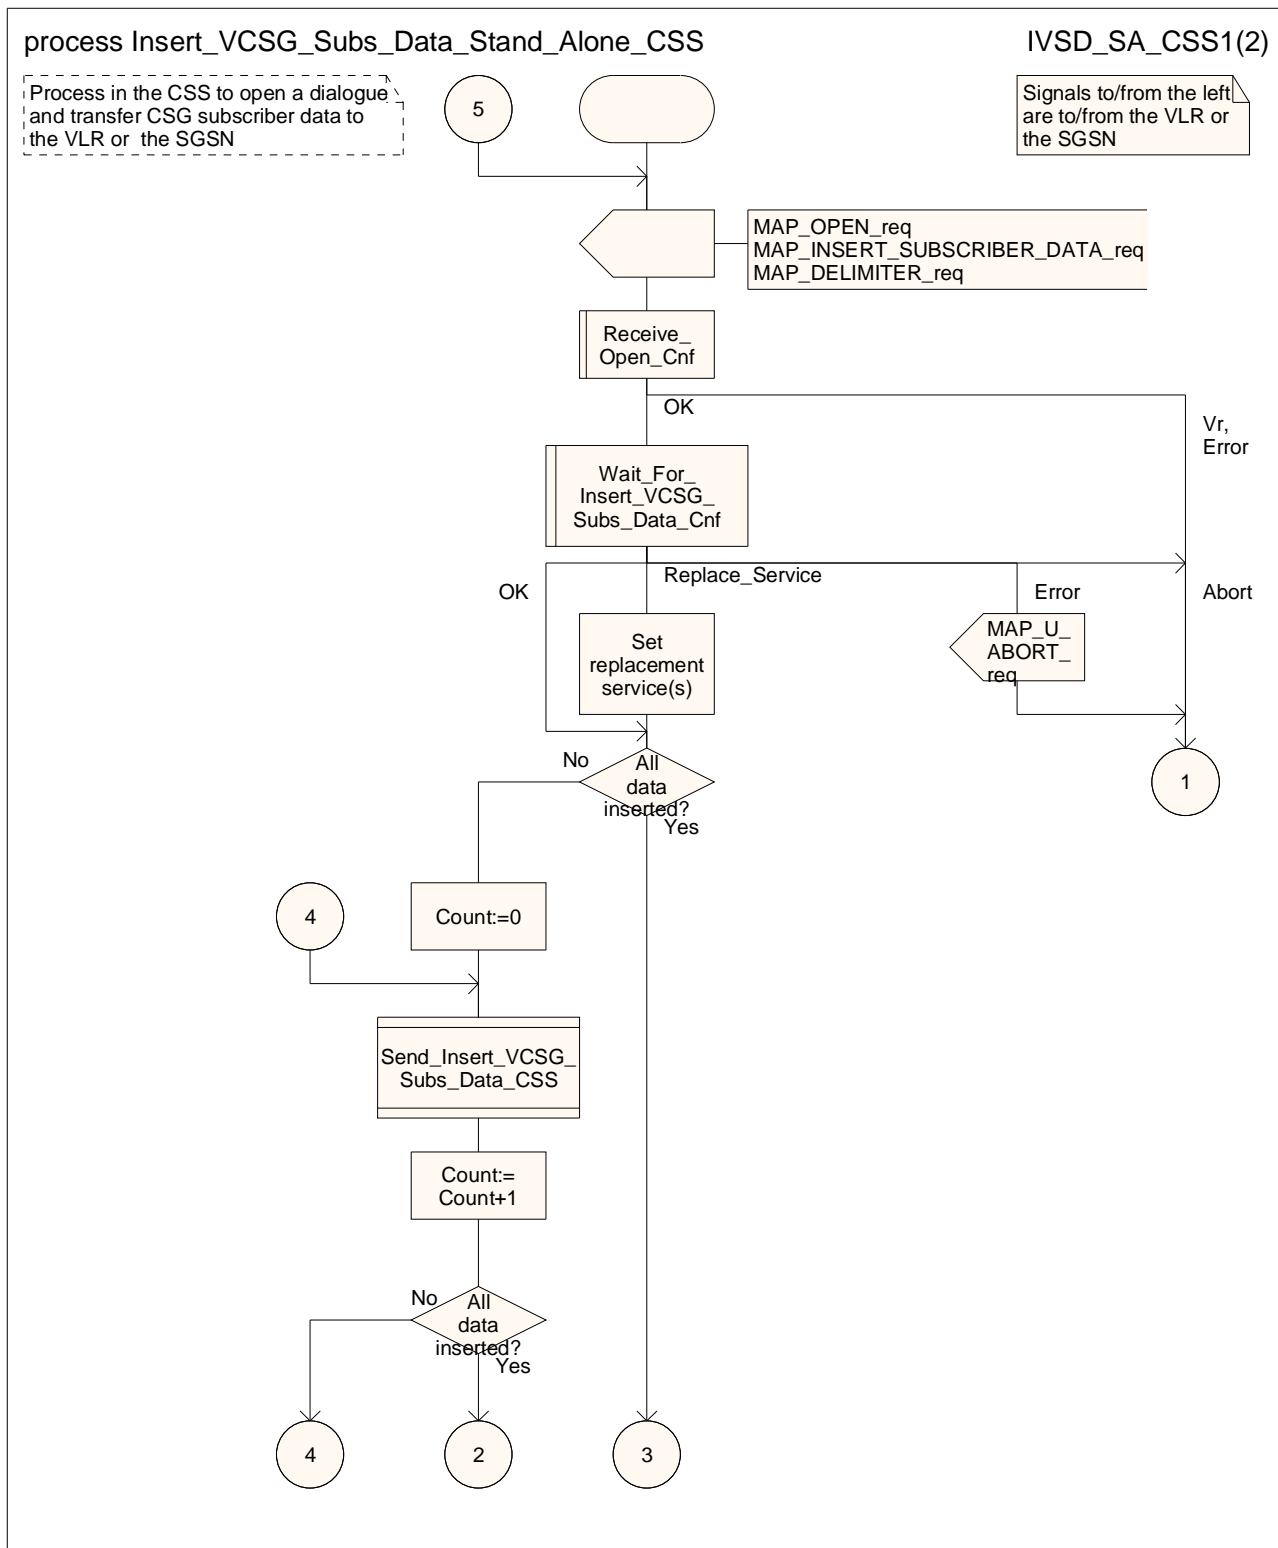 process Insert_VCSG_Subs_Data_Stand_Alone_CSS
IVSD_SA_CSS1(2)
Process in the CSS to open a dialogue
and transfer CSG subscriber data to
the VLR or  the SGSN
5
Signals to/from the left
are to/from the VLR or
the SGSN
MAP_OPEN_req
MAP_INSERT_SUBSCRIBER_DATA_req
MAP_DELIMITER_req
Receive_
Open_Cnf
OK
Vr,
Error
Wait_For_
Insert_VCSG_
Subs_Data_Cnf
OK
Replace_Service
Error
Abort
Set
replacement
service(s)
MAP_U_
ABORT_
req
No
All
data
inserted?
Yes
1
4
Count:=0
Send_Insert_VCSG_
Subs_Data_CSS
Count:=
Count+1
No
All
data
inserted?
Yes
4
2
3